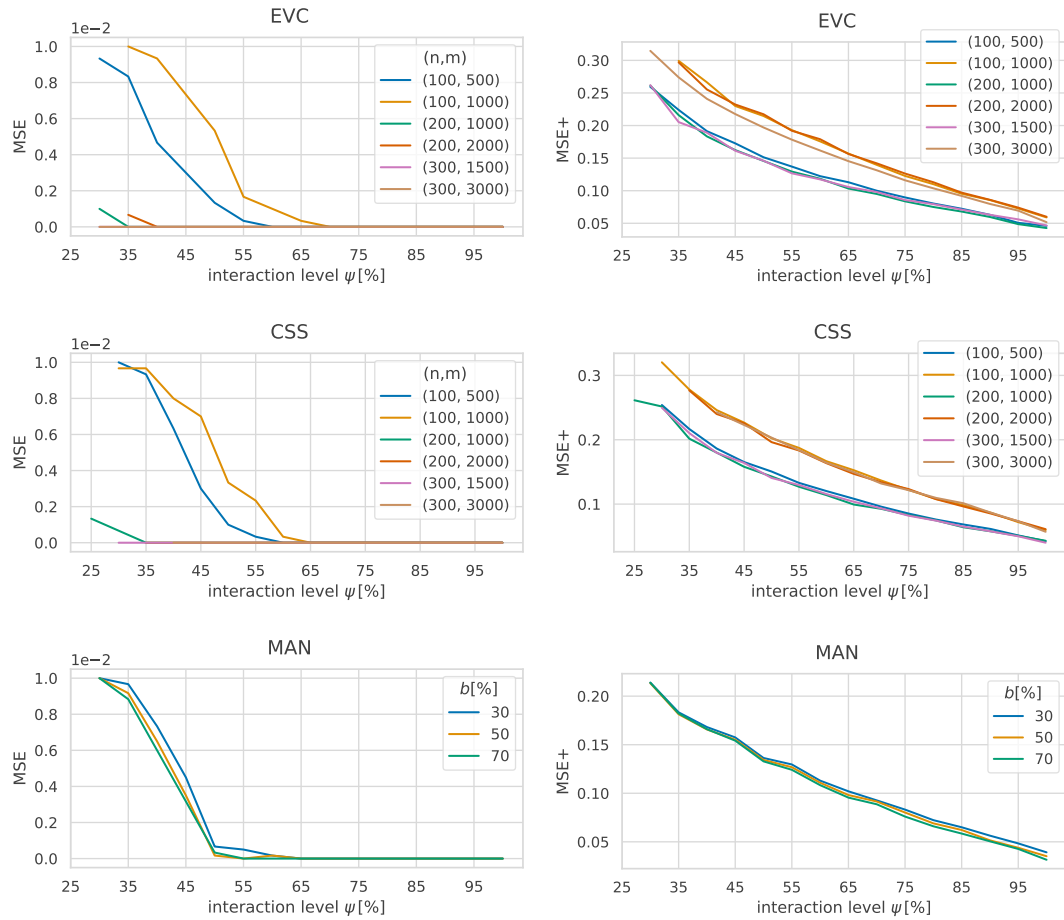 EVC
1e−2
MSE
1.0
0.8
0.6
0.4
0.2
0.0
25 35 45 55 65 75 85 95
interaction level ψ[%]
(n,m)
(100, 500)
(100, 1000)
(200, 1000)
(200, 2000)
(300, 1500)
(300, 3000)
EVC
MSE+
0.30
0.25
0.20
0.15
0.10
0.05
25 35 45 55 65 75 85 95
interaction level ψ[%]
(100, 500)
(100, 1000)
(200, 1000)
(200, 2000)
(300, 1500)
(300, 3000)
CSS
1e−2
MSE
1.0
0.8
0.6
0.4
0.2
0.0
25 35 45 55 65 75 85 95
interaction level ψ[%]
(n,m)
(100, 500)
(100, 1000)
(200, 1000)
(200, 2000)
(300, 1500)
(300, 3000)
CSS
MSE+
0.3
0.2
0.1
25 35 45 55 65 75 85 95
interaction level ψ[%]
(100, 500)
(100, 1000)
(200, 1000)
(200, 2000)
(300, 1500)
(300, 3000)
MAN
1e−2
MSE
1.0
0.8
0.6
0.4
0.2
0.0
25 35 45 55 65 75 85 95
interaction level ψ[%]
b[%]
30
50
70
MAN
MSE+
0.20
0.15
0.10
0.05
25 35 45 55 65 75 85 95
interaction level ψ[%]
b[%]
30
50
70